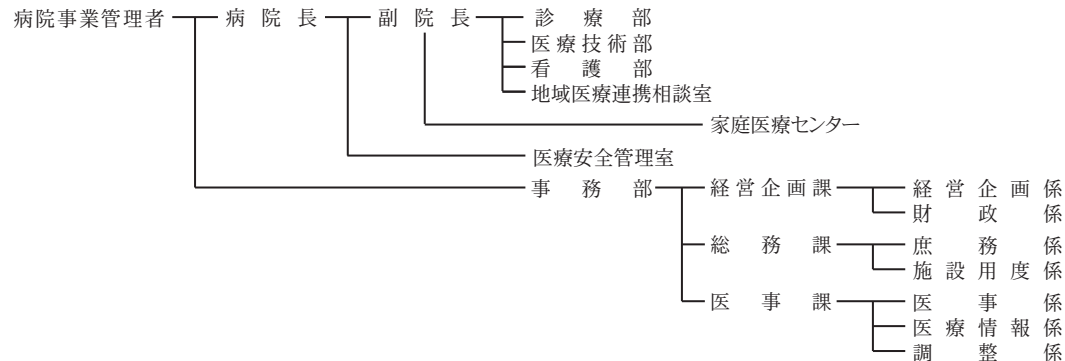 病院事業管理者 病院長 副院長 診療部
医療技術部
看護部
地域医療連携相談室
家庭医療センター
医療安全管理室
事務部 経営企画課 経営企画係
財政係
総務課 庶務係
施設用度係
医事課 医事係
医療情報係
調整係